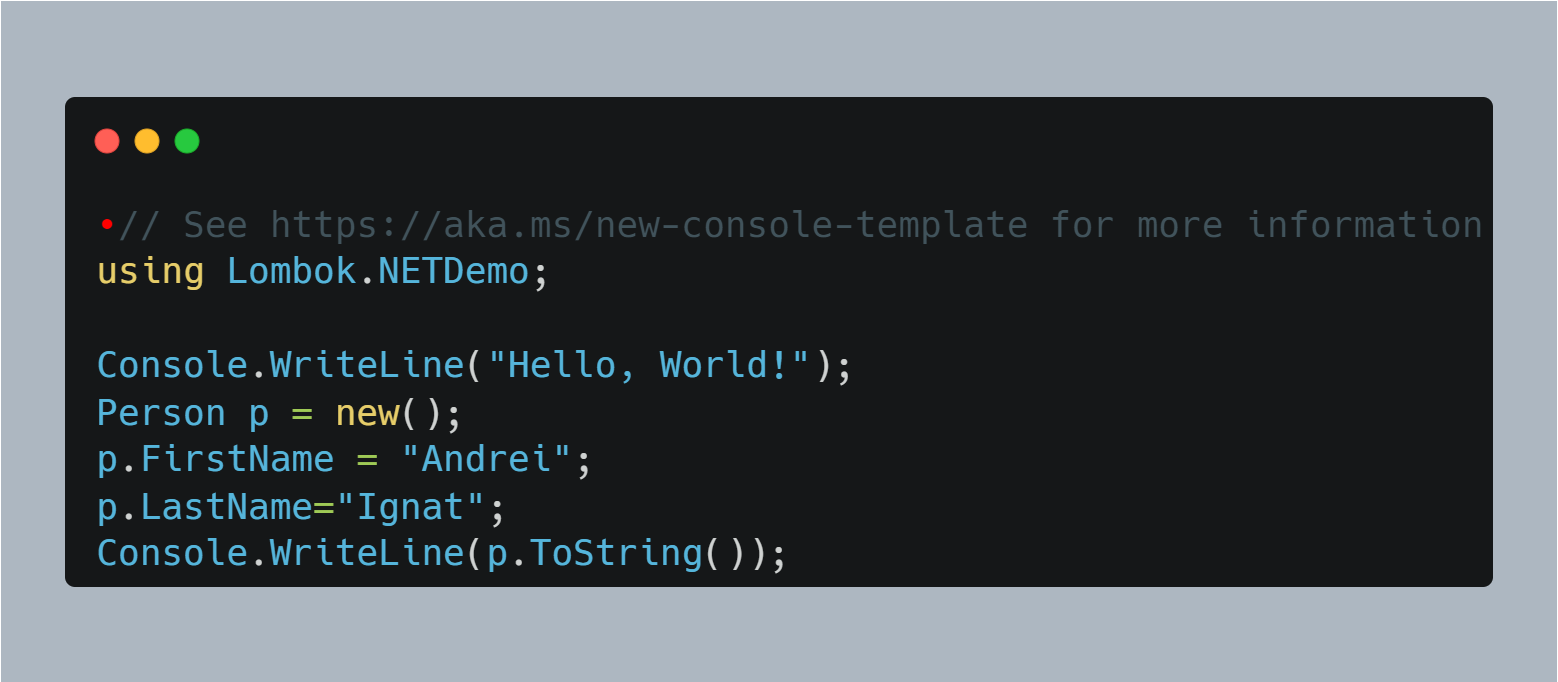 •// See https://aka.ms/new-console-template for more information
using Lombok.NETDemo;
Console.WriteLine("Hello, World!");
Person p = new();
p.FirstName = "Andrei";
p.LastName="Ignat";
Console.WriteLine(p.ToString());